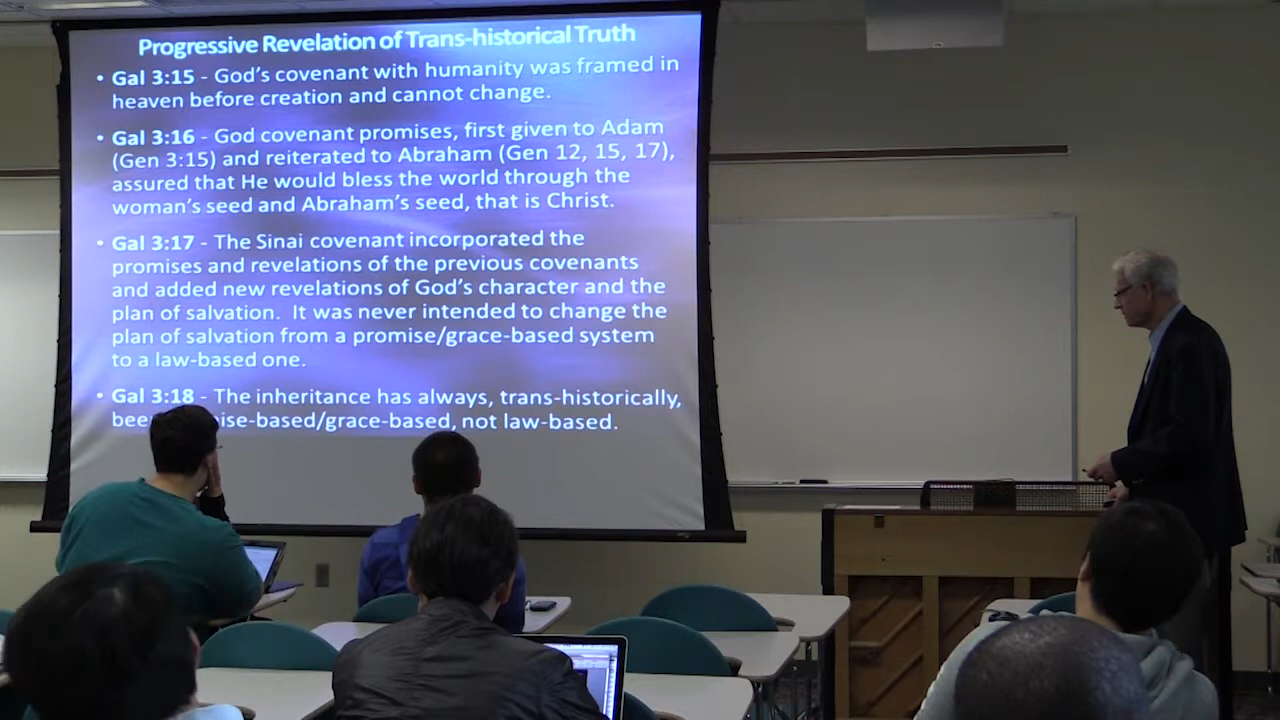 Progressive Revelation of Trans-historical Truth
• Gal 3:15 - God's covenant with humanity was framed in
heaven before creation and cannot change.
• Gal 3:16 - God covenant promises, first given to Adam
(Gen 3:15) and reiterated to Abraham (Gen 12, 15, 17),
assured that He would bless the world through the
woman's seed and Abraham's seed, that is Christ.
• Gal 3:17 - The Sinai covenant incorporated the
promises and revelations of the previous covenants
and added new revelations of God's character and the
plan of salvation. It was never intended to change the
plan of salvation from a promise/grace-based system
to a law-based one.
• Gal 3:18 - The inheritance has always, trans-historically,
-based/grace-based, not law-based.